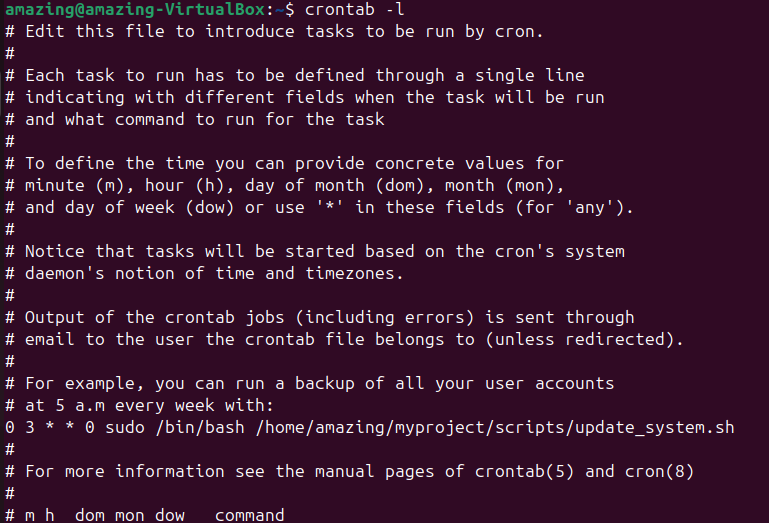 amazing@amazing-VirtualBox:~$ crontab -l
# Edit this file to introduce tasks to be run by cron.
#
# Each task to run has to be defined through a single line
# indicating with different fields when the task will be run
# and what command to run for the task
#
# To define the time you can provide concrete values for
# minute (m), hour (h), day of month (dom), month (mon),
# and day of week (dow) or use '*' in these fields (for 'any').
#
# Notice that tasks will be started based on the cron's system
# daemon's notion of time and timezones.
#
# Output of the crontab jobs (including errors) is sent through
# email to the user the crontab file belongs to (unless redirected).
#
# For example, you can run a backup of all your user accounts
# at 5 a.m every week with:
0 3 * * 0 sudo /bin/bash /home/amazing/myproject/scripts/update_system.sh
#
# For more information see the manual pages of crontab(5) and cron(8)
#
# m h  dom mon dow   command